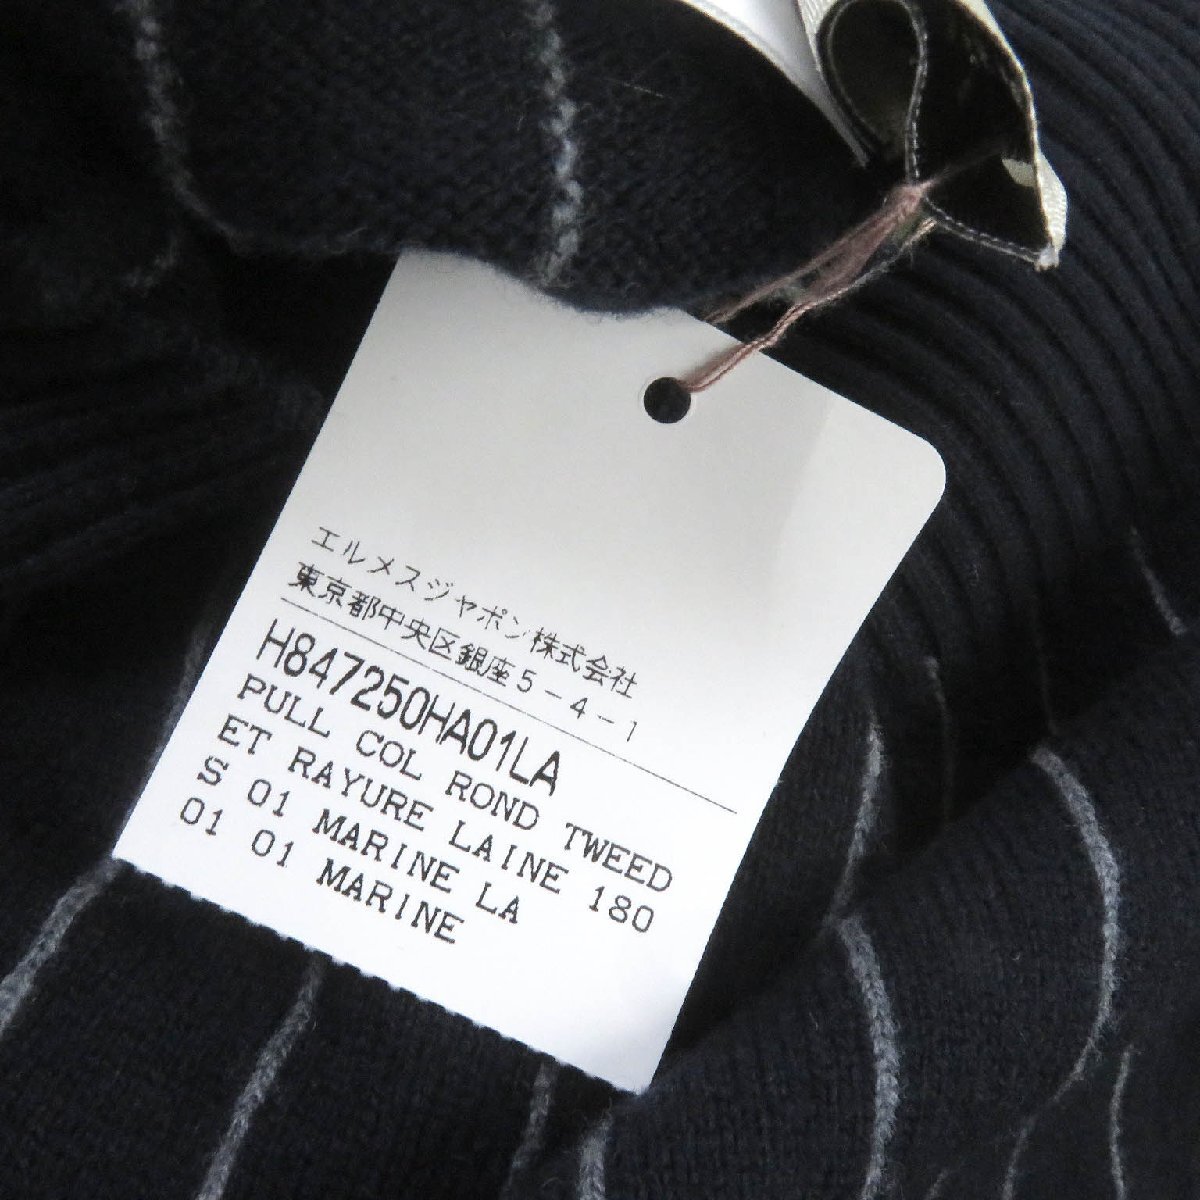 エルメスジャポン株式会社
東京都中央区銀座5-4-1
H847250HA01LA
PULL COL ROND TWEED
ET RAYURE LAINE 180
S 01 MARINE LA
01 01 MARINE